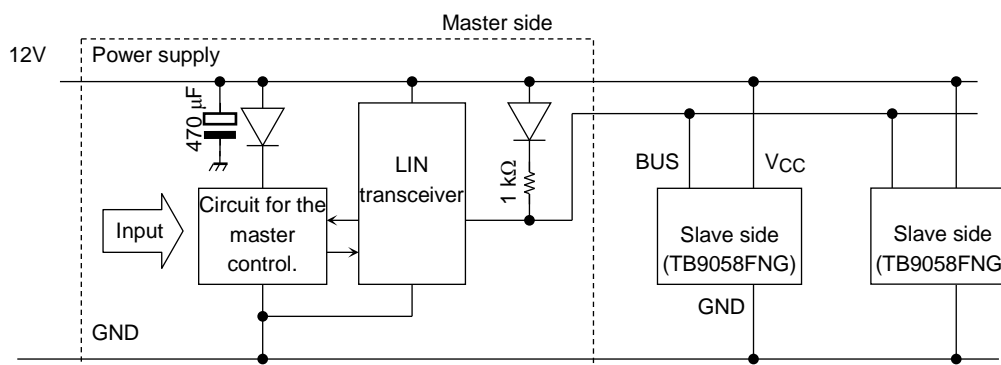 Master side
12V
Power supply
470 µF
LIN
transceiver
1 kΩ
BUS
VCC
Input
Circuit for the
master
control.
Slave side
(TB9058FNG)
Slave side
(TB9058FNG
GND
GND